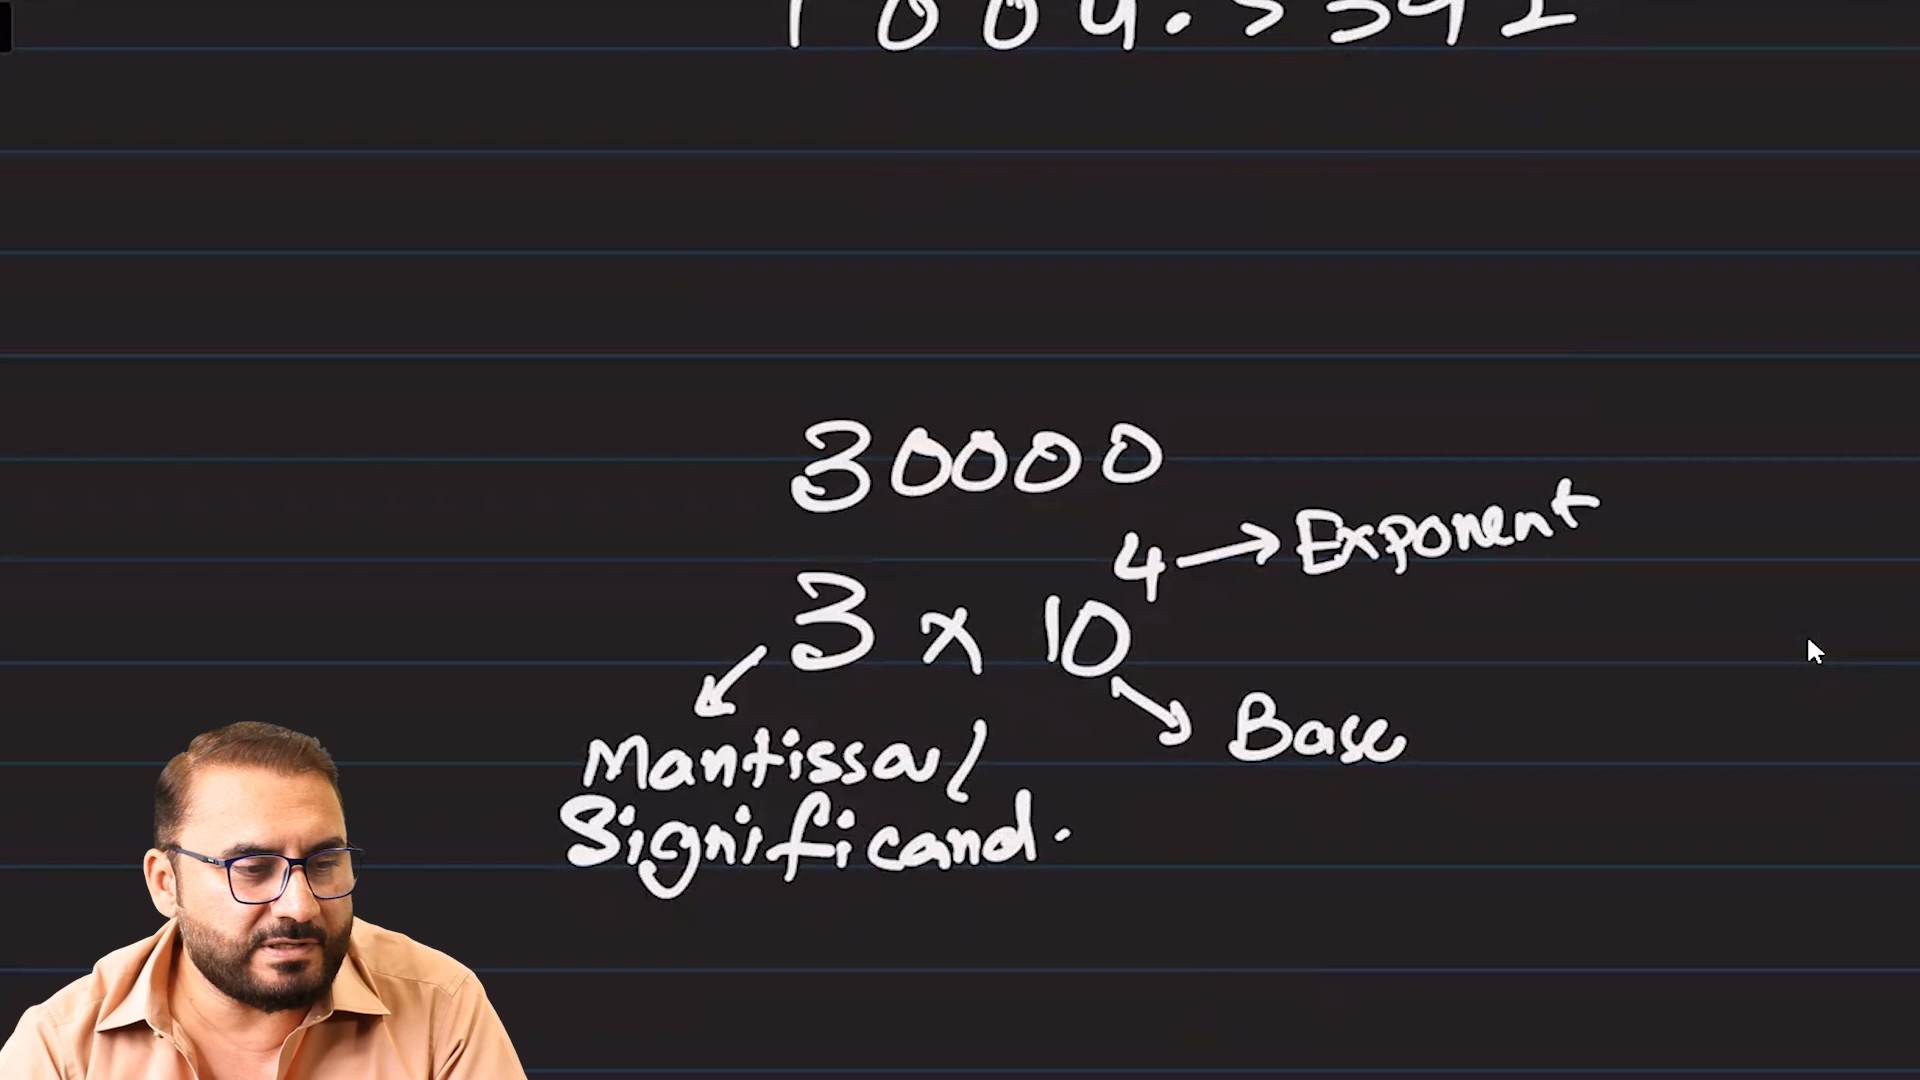 30000
3 x 10 4 → Exponent
Base
Mantissa/
Significand.